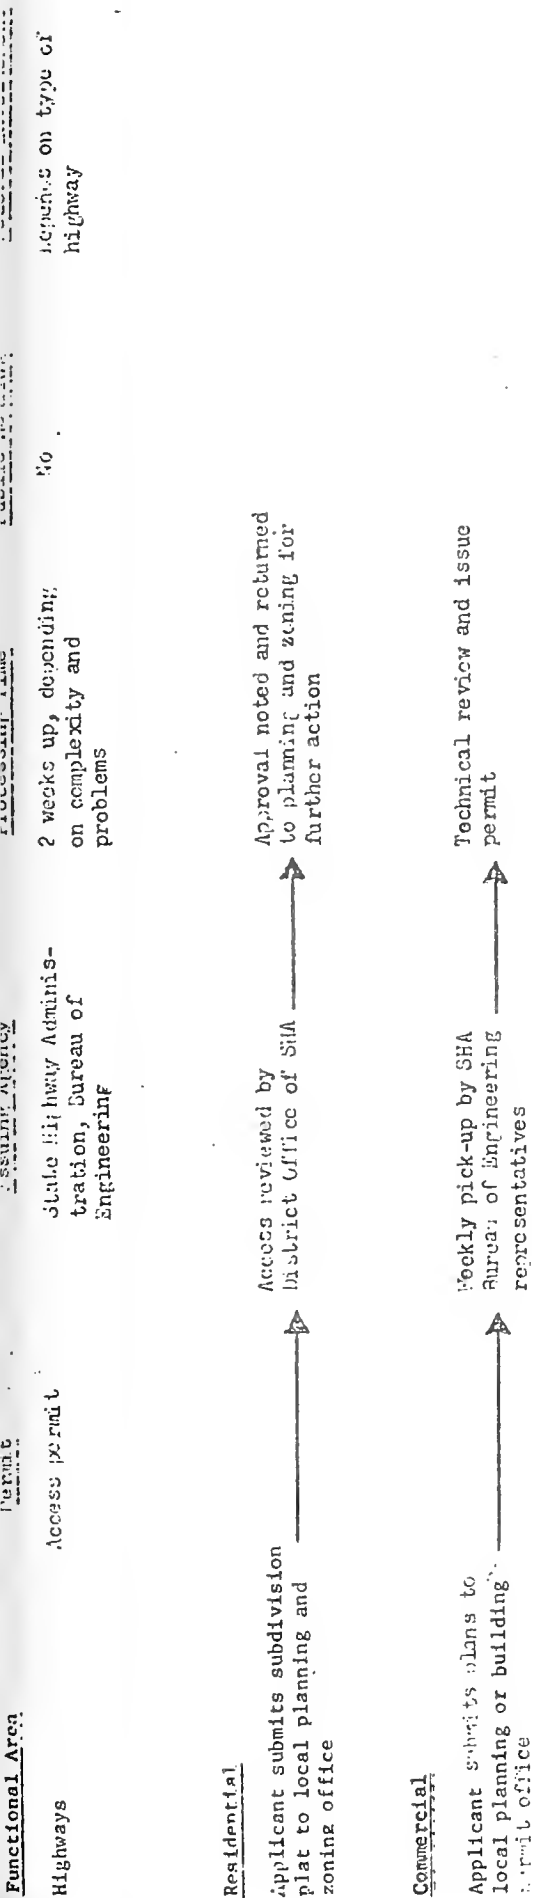 Functional Area Permit Issuing Agency Processing Time
Highways Access permit State Highway Adminis- 2 weeks up, depending No on type of
tration, Bureau of on complexity and highway
Engineering problems
Residential
Applicant submits subdivision Access reviewed by Approval noted and returned
plat to local planning and District Office of SHA to planning and zoning for
zoning office further action
Commercial
Applicant submits plans to Weekly pick-up by SHA Technical review and issue
local planning or building Bureau of Engineering permit
permit office representatives